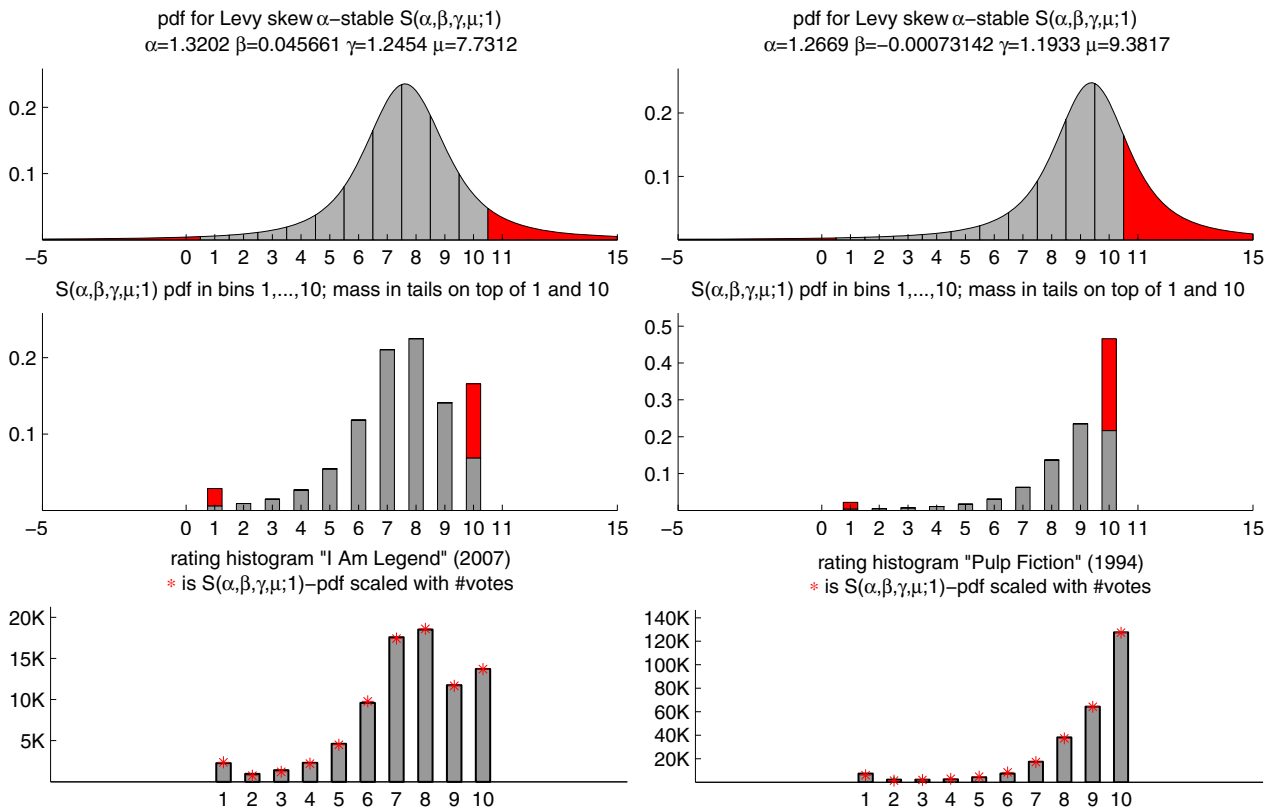 pdf for Levy skew α−stable S(α,β,γ,μ;1)
α=1.3202 β=0.045661 γ=1.2454 μ=7.7312
0.2
0.1
−5 0 1 2 3 4 5 6 7 8 9 10 11 15
S(α,β,γ,μ;1) pdf in bins 1,...,10; mass in tails on top of 1 and 10
0.2
0.1
−5 0 1 2 3 4 5 6 7 8 9 10 11 15
rating histogram "I Am Legend" (2007)
* is S(α,β,γ,μ;1)−pdf scaled with #votes
20K
15K
10K
5K
1 2 3 4 5 6 7 8 9 10
pdf for Levy skew α−stable S(α,β,γ,μ;1)
α=1.2669 β=−0.00073142 γ=1.1933 μ=9.3817
0.2
0.1
−5 0 1 2 3 4 5 6 7 8 9 10 11 15
S(α,β,γ,μ;1) pdf in bins 1,...,10; mass in tails on top of 1 and 10
0.5
0.4
0.3
0.2
0.1
−5 0 1 2 3 4 5 6 7 8 9 10 11 15
rating histogram "Pulp Fiction" (1994)
* is S(α,β,γ,μ;1)−pdf scaled with #votes
140K
120K
100K
80K
60K
40K
20K
1 2 3 4 5 6 7 8 9 10